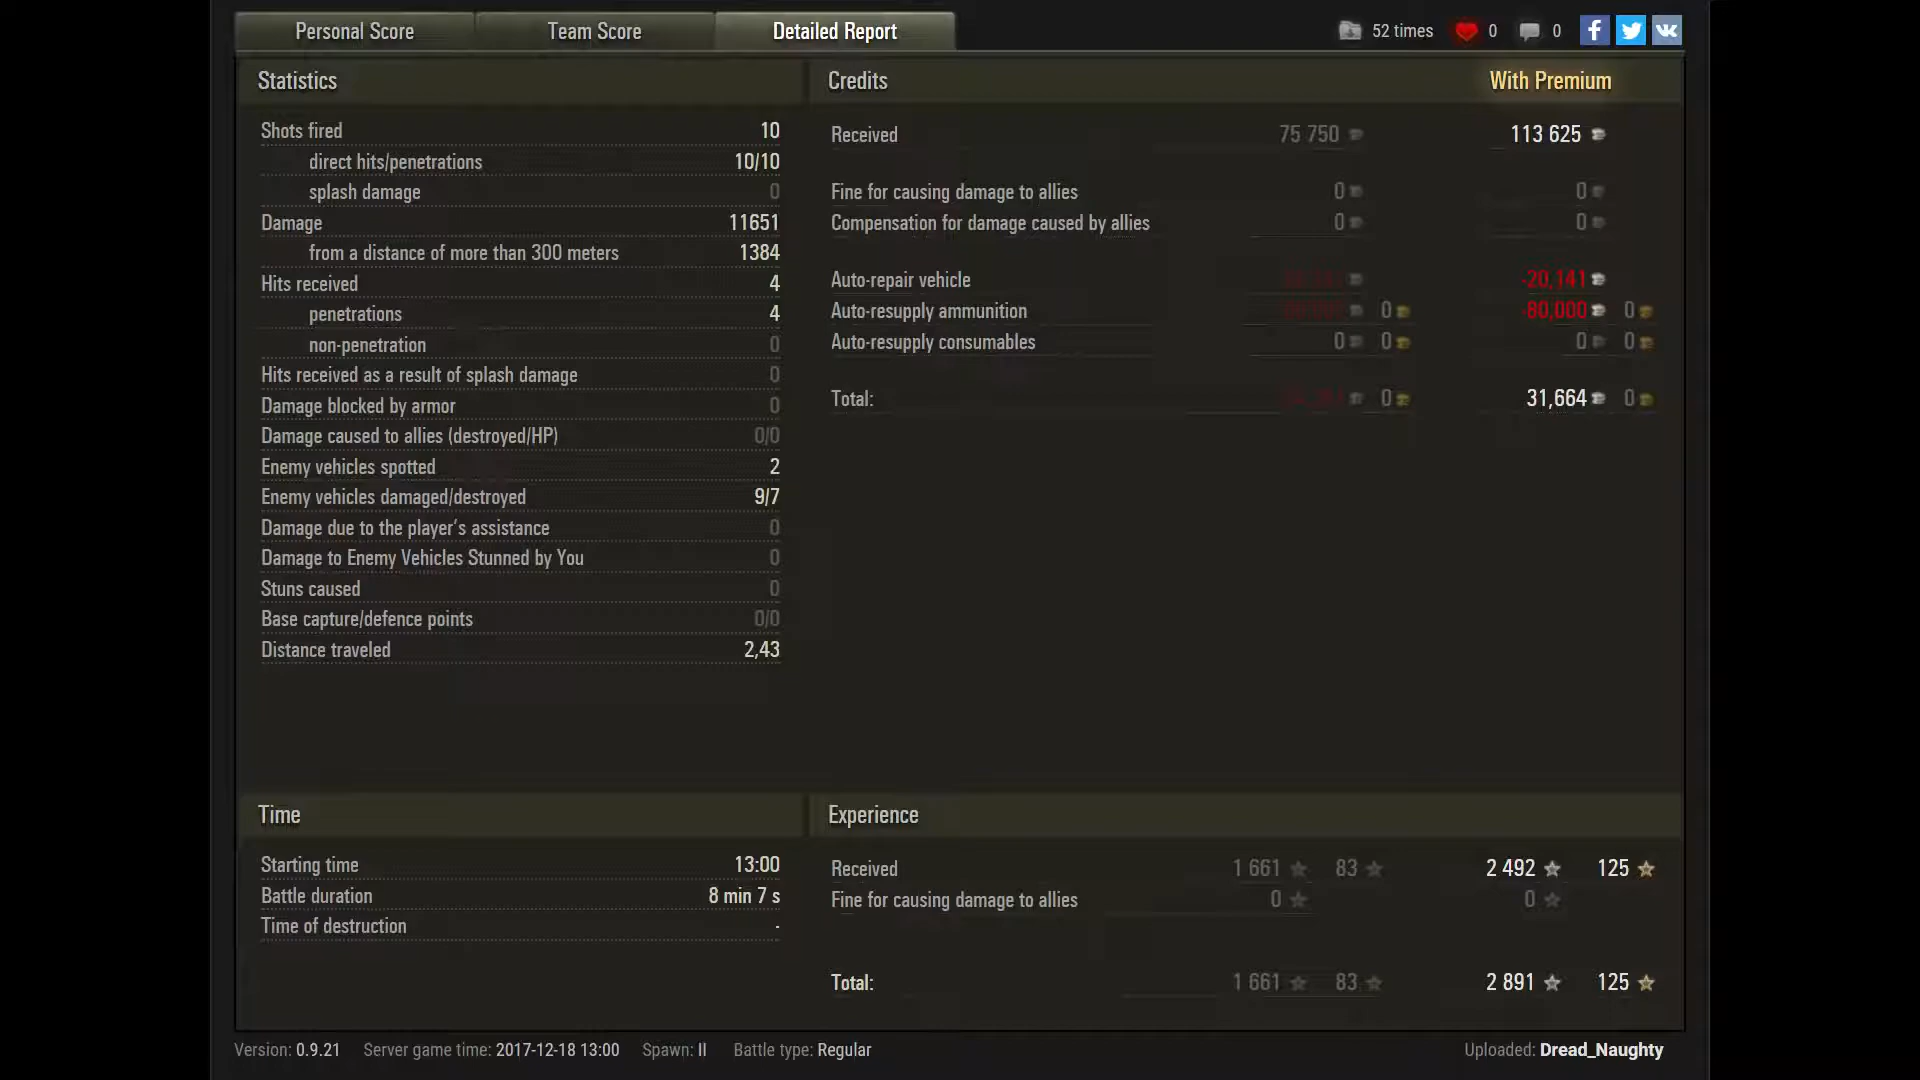 Personal Score Team Score Detailed Report 52 times 0 0
Statistics
Shots fired 10
direct hits/penetrations 10/10
splash damage 0
Damage 11651
from a distance of more than 300 meters 1384
Hits received 4
penetrations 4
non-penetration 0
Hits received as a result of splash damage 0
Damage blocked by armor 0
Damage caused to allies (destroyed/HP) 0/0
Enemy vehicles spotted 2
Enemy vehicles damaged/destroyed 9/7
Damage due to the player's assistance 0
Damage to Enemy Vehicles Stunned by You 0
Stuns caused 0
Base capture/defence points 0/0
Distance traveled 2,43
Credits With Premium
Received 75 750 113 625
Fine for causing damage to allies 0 0
Compensation for damage caused by allies 0 0
Auto-repair vehicle -20,141
Auto-resupply ammunition 0 -80,000 0
Auto-resupply consumables 0 0 0 0
Total: 0 31,664 0
Time
Starting time 13:00
Battle duration 8 min 7 s
Time of destruction -
Experience
Received 1 661 83 2 492 125
Fine for causing damage to allies 0 0
Total: 1 661 83 2 891 125
Version: 0.9.21 Server game time: 2017-12-18 13:00 Spawn: II Battle type: Regular Uploaded: Dread_Naughty